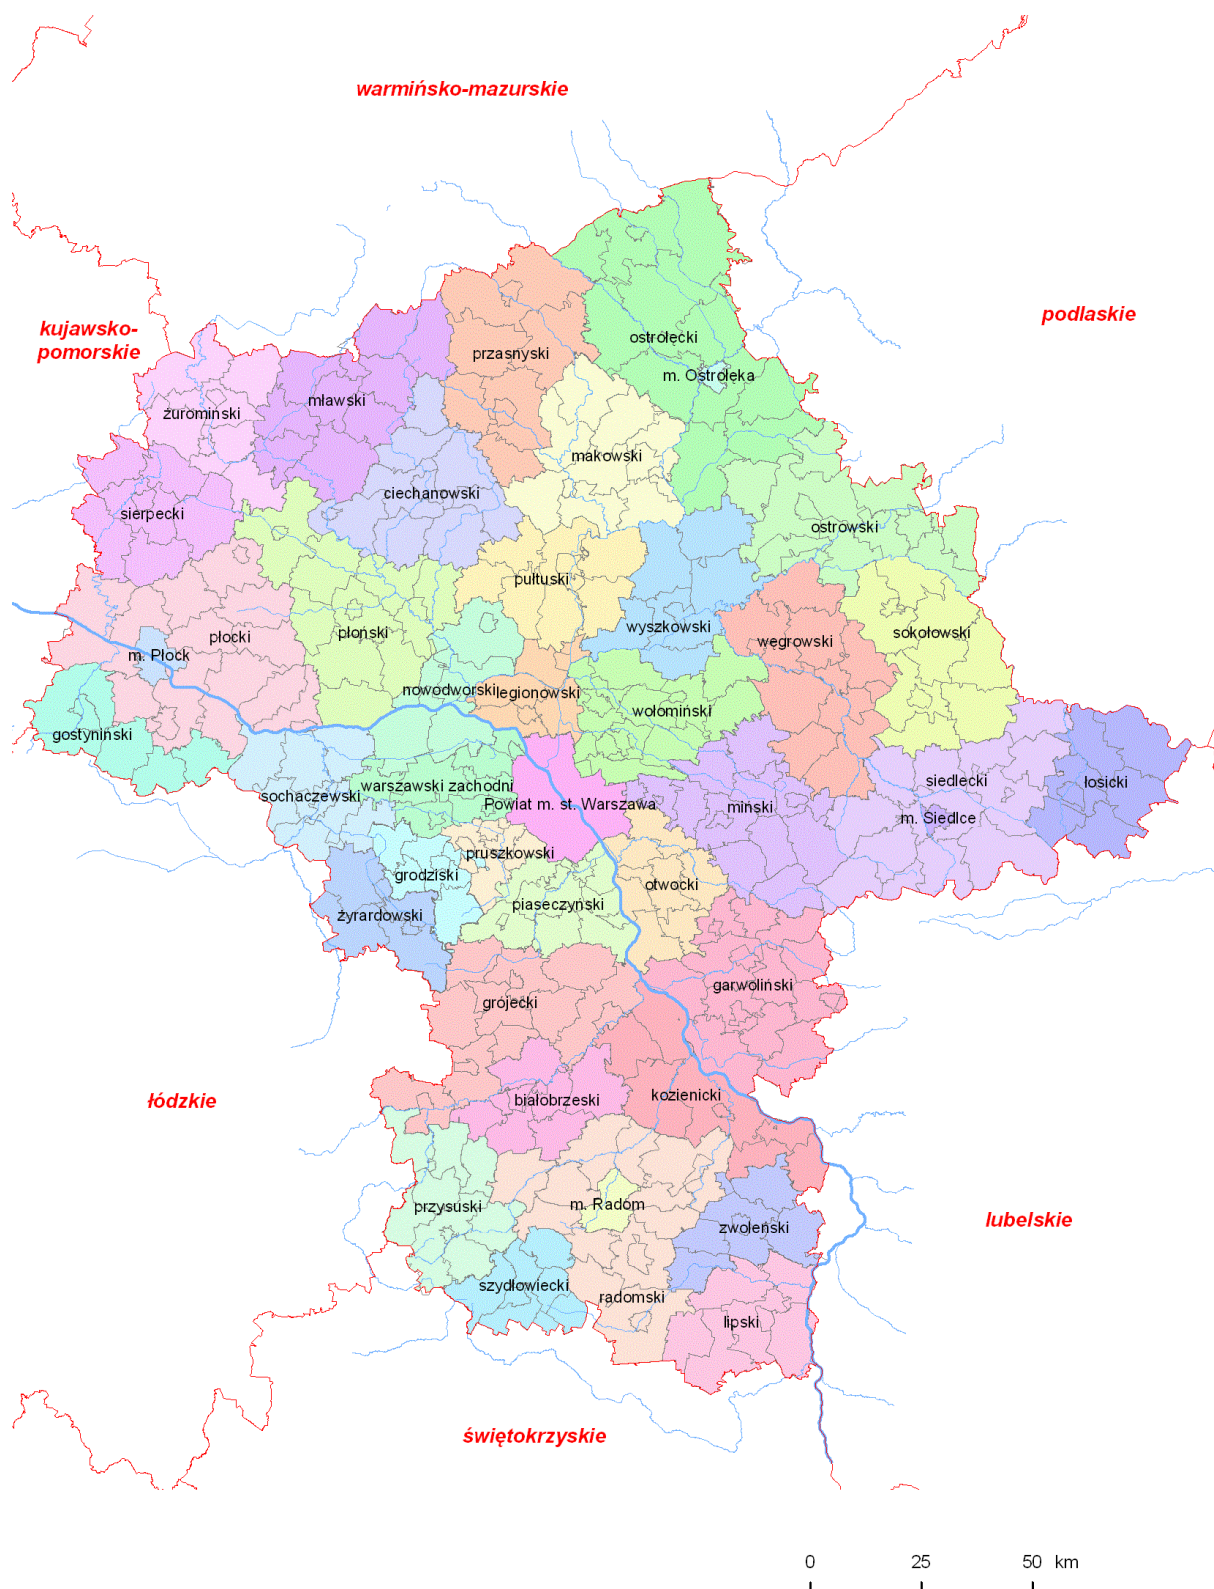 warmińsko-mazurskie
kujawsko-
pomorskie
podlaskie
ostrołęcki
przasnyski
m. Ostrołęka
mławski
żuromiński
makowski
ciechanowski
sierpecki
ostrowski
pułtuski
wyszkowski
płocki
płoński
węgrowski
sokołowski
m. Płock
nowodworski
legionowski
wołomiński
gostyniński
siedlecki
łosicki
warszawski zachodni
sochaczewski
Powiat m. st. Warszawa
miński
m. Siedlce
pruszkowski
grodziski
otwocki
piaseczyński
żyrardowski
garwoliński
grójecki
kozienicki
białobrzeski
łódzkie
przysuski
m. Radom
zwoleński
lubelskie
szydłowiecki
radomski
lipski
świętokrzyskie
0 25 50 km